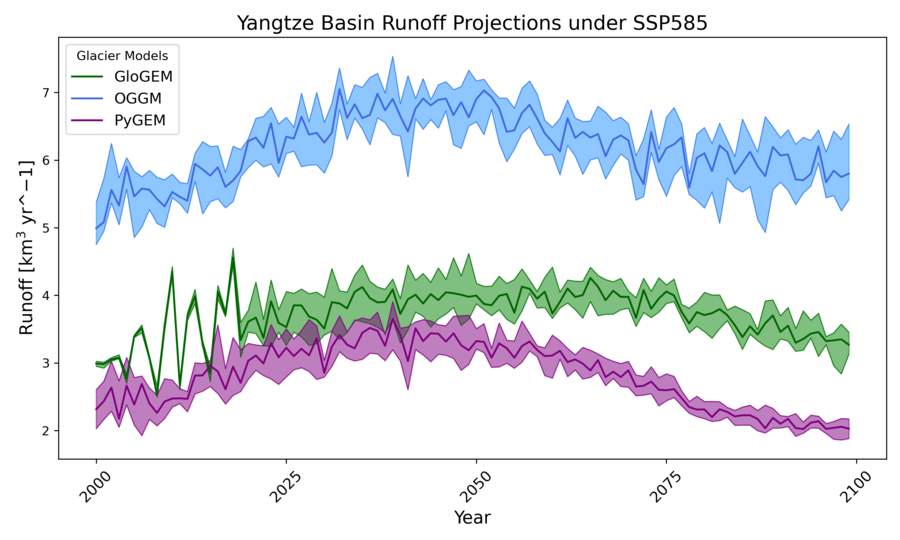 Yangtze Basin Runoff Projections under SSP585
Glacier Models
GloGEM
OGGM
PyGEM
Runoff [km³ yr^−1]
7
6
5
4
3
2
2000
2025
2050
2075
2100
Year